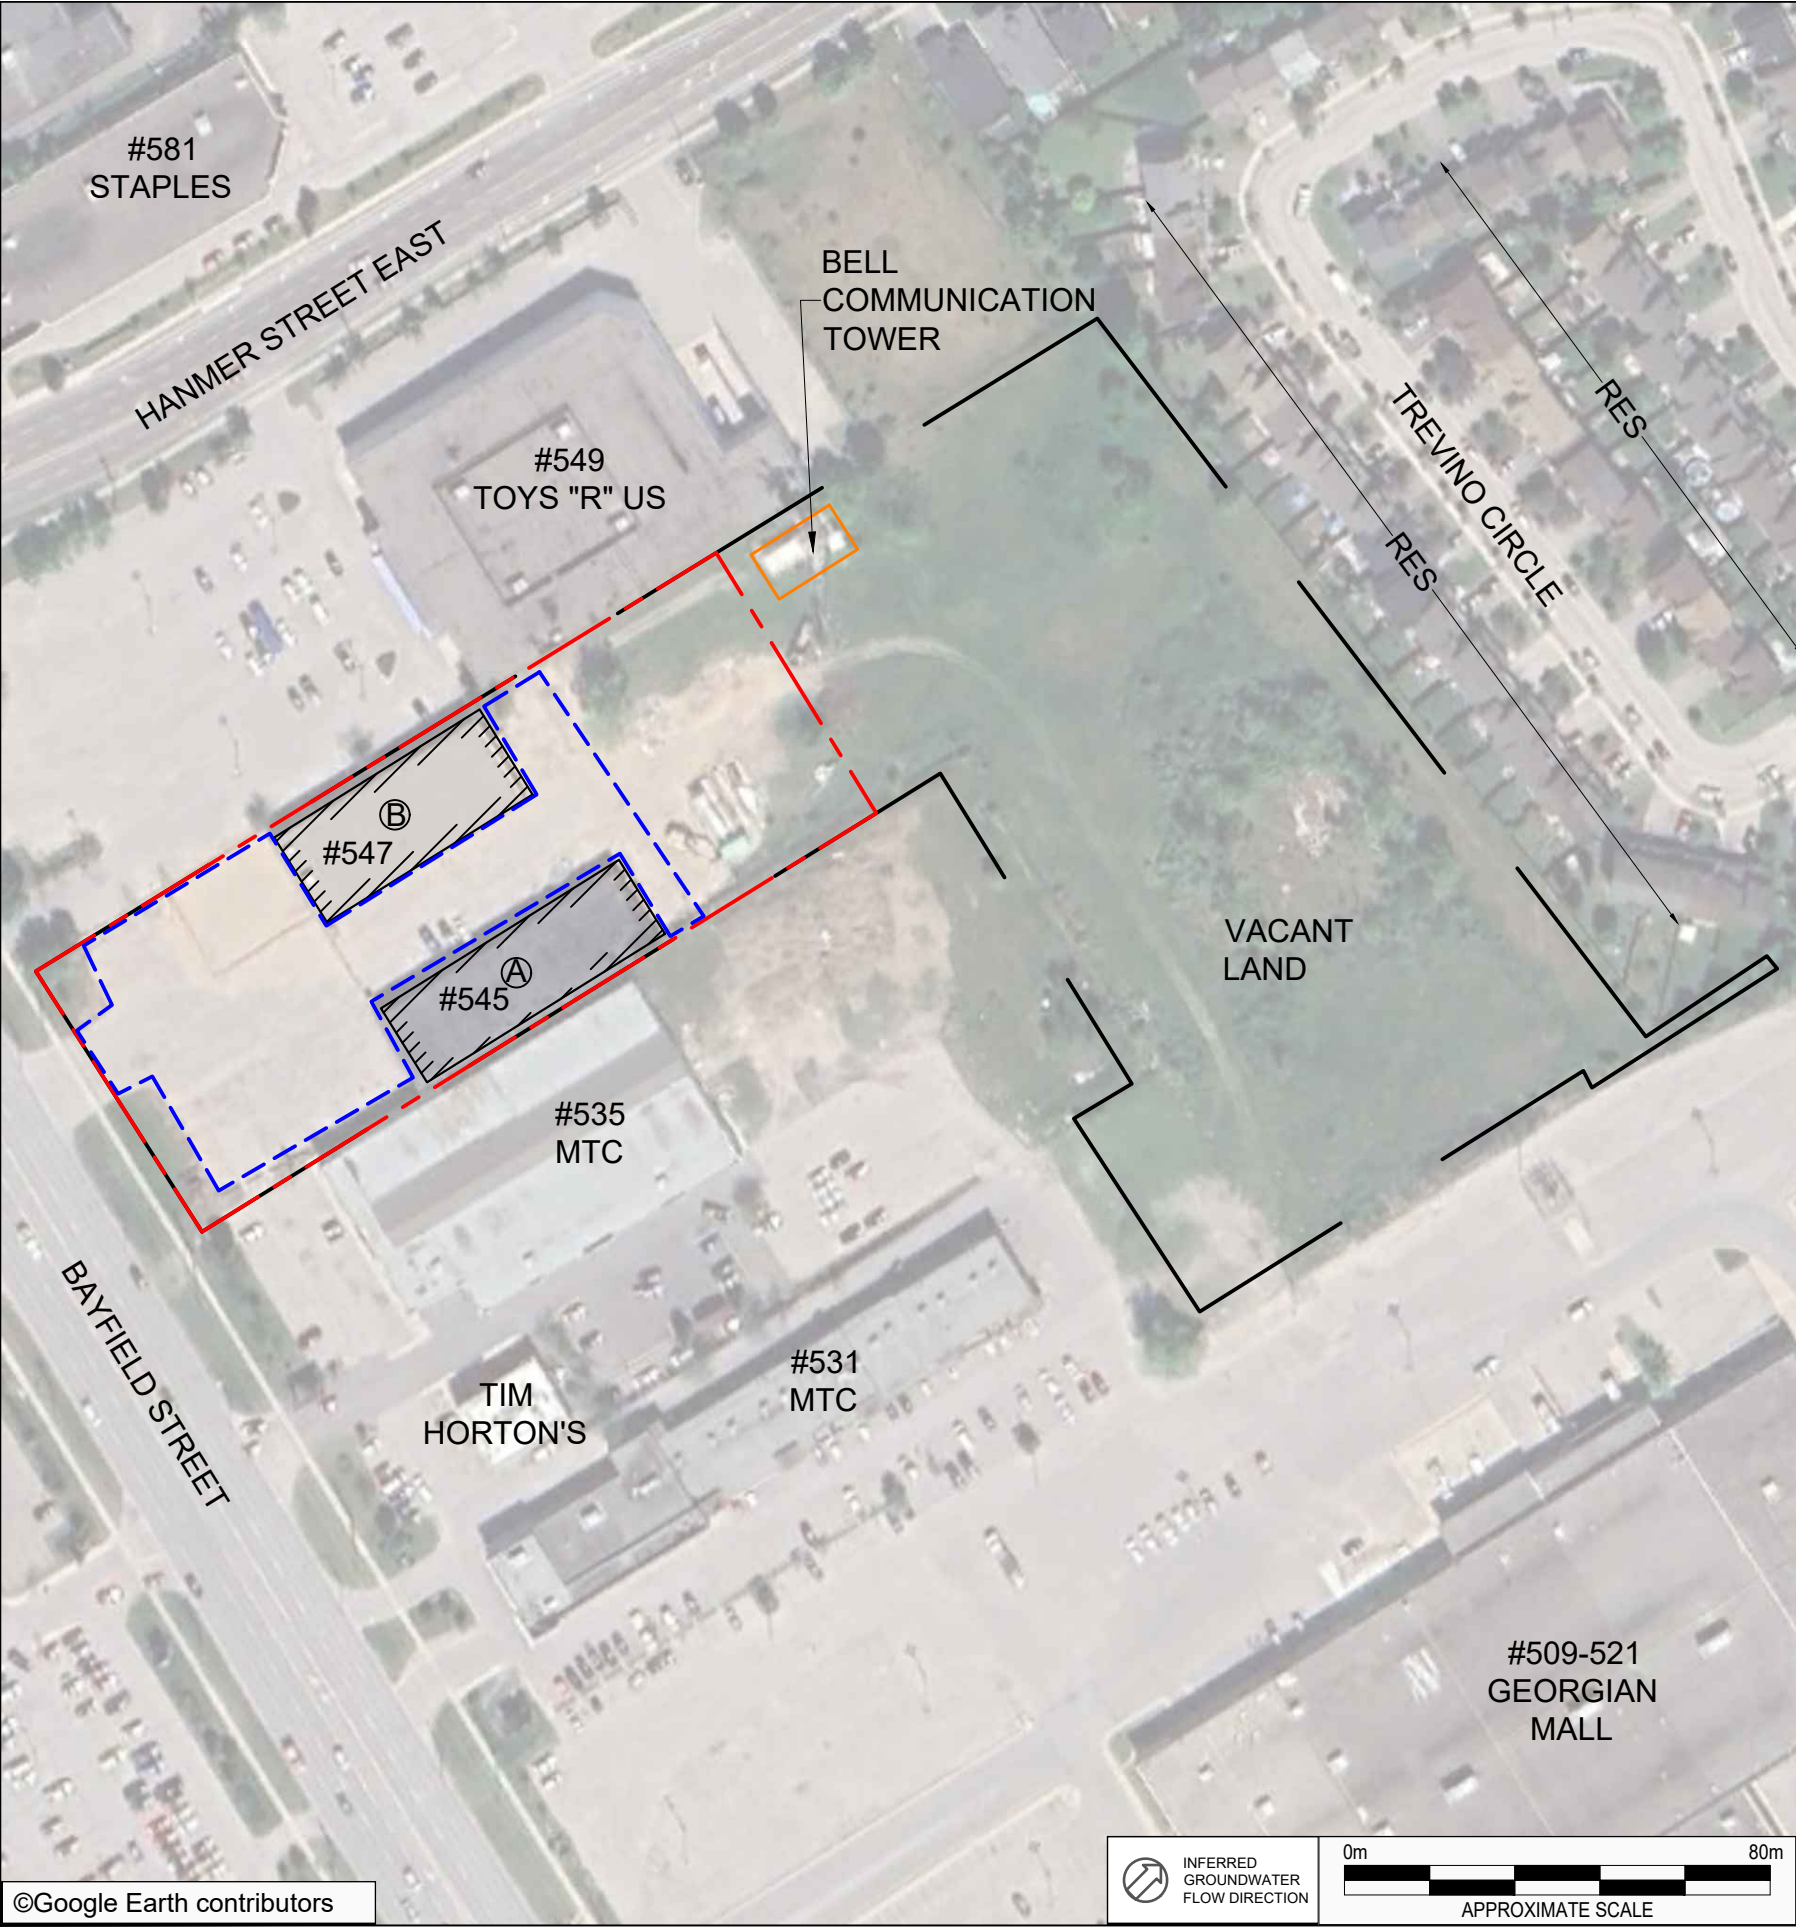 #581
STAPLES
HANMER STREET EAST
BELL
COMMUNICATION
TOWER
#549
TOYS "R" US
RES
TREVINO CIRCLE
RES
B
#547
A
#545
VACANT
LAND
#535
MTC
BAYFIELD STREET
#531
MTC
TIM
HORTON'S
#509-521
GEORGIAN
MALL
INFERRED
GROUNDWATER
FLOW DIRECTION
0m 80m
APPROXIMATE SCALE
©Google Earth contributors